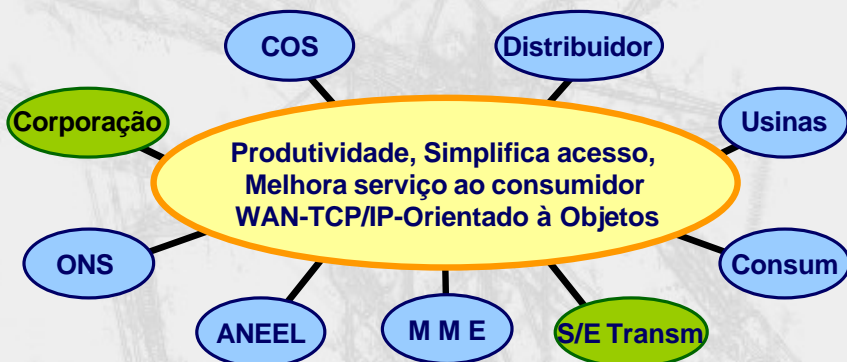 COS
Distribuidor
Corporação
Usinas
Produtividade, Simplifica acesso,
Melhora serviço ao consumidor
WAN-TCP/IP-Orientado à Objetos
ONS
Consum
ANEEL
M M E
S/E Transm